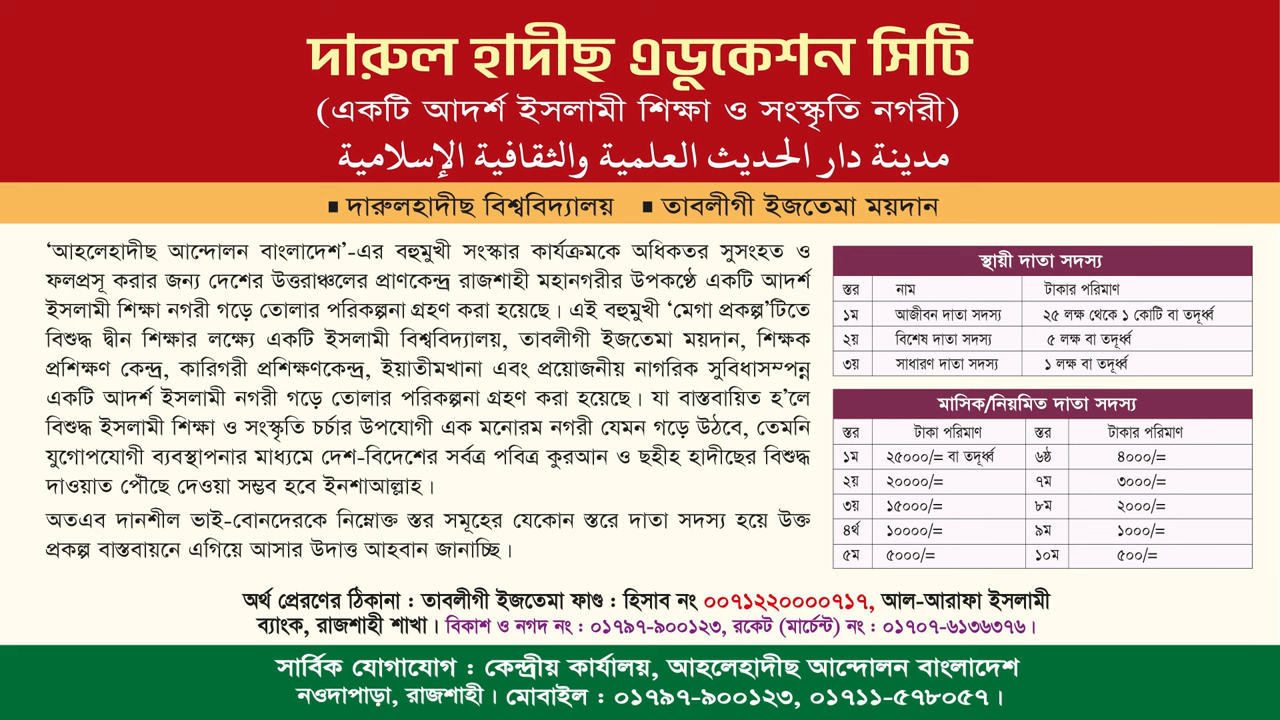 দারুল হাদীছ এডুকেশন সিটি
(একটি আদর্শ ইসলামী শিক্ষা ও সংস্কৃতি নগরী)
مدينة دار الحديث العلمية والثقافية الإسلامية
▪ দারুলহাদীছ বিশ্ববিদ্যালয় ▪ তাবলীগী ইজতেমা ময়দান
‘আহলেহাদীছ আন্দোলন বাংলাদেশ’-এর বহুমুখী সংস্কার কার্যক্রমকে অধিকতর সুসংহত ও
ফলপ্রসূ করার জন্য দেশের উত্তরাঞ্চলের প্রাণকেন্দ্র রাজশাহী মহানগরীর উপকণ্ঠে একটি আদর্শ
ইসলামী শিক্ষা নগরী গড়ে তোলার পরিকল্পনা গ্রহণ করা হয়েছে। এই বহুমুখী ‘মেগা প্রকল্প’টিতে
বিশুদ্ধ দ্বীন শিক্ষার লক্ষ্যে একটি ইসলামী বিশ্ববিদ্যালয়, তাবলীগী ইজতেমা ময়দান, শিক্ষক
প্রশিক্ষণ কেন্দ্র, কারিগরী প্রশিক্ষণকেন্দ্র, ইয়াতীমখানা এবং প্রয়োজনীয় নাগরিক সুবিধাসম্পন্ন
একটি আদর্শ ইসলামী নগরী গড়ে তোলার পরিকল্পনা গ্রহণ করা হয়েছে। যা বাস্তবায়িত হ’লে
বিশুদ্ধ ইসলামী শিক্ষা ও সংস্কৃতি চর্চার উপযোগী এক মনোরম নগরী যেমন গড়ে উঠবে, তেমনি
যুগোপযোগী ব্যবস্থাপনার মাধ্যমে দেশ-বিদেশের সর্বত্র পবিত্র কুরআন ও ছহীহ হাদীছের বিশুদ্ধ
দাওয়াত পৌঁছে দেওয়া সম্ভব হবে ইনশাআল্লাহ।
অতএব দানশীল ভাই-বোনদেরকে নিম্নোক্ত স্তর সমূহের যেকোন স্তরে দাতা সদস্য হয়ে উক্ত
প্রকল্প বাস্তবায়নে এগিয়ে আসার উদাত্ত আহবান জানাচ্ছি।
স্থায়ী দাতা সদস্য
স্তর নাম টাকার পরিমাণ
১ম আজীবন দাতা সদস্য ২৫ লক্ষ থেকে ১ কোটি বা তদূর্ধ্ব
২য় বিশেষ দাতা সদস্য ৫ লক্ষ বা তদূর্ধ্ব
৩য় সাধারণ দাতা সদস্য ১ লক্ষ বা তদূর্ধ্ব
মাসিক/নিয়মিত দাতা সদস্য
স্তর টাকা পরিমাণ স্তর টাকার পরিমাণ
১ম ২৫০০০/= বা তদূর্ধ্ব ৬ষ্ঠ ৪০০০/=
২য় ২০০০০/= ৭ম ৩০০০/=
৩য় ১৫০০০/= ৮ম ২০০০/=
৪র্থ ১০০০০/= ৯ম ১০০০/=
৫ম ৫০০০/= ১০ম ৫০০/=
অর্থ প্রেরণের ঠিকানা : তাবলীগী ইজতেমা ফাণ্ড : হিসাব নং ০০৭১২২০০০০৭১৭, আল-আরাফা ইসলামী
ব্যাংক, রাজশাহী শাখা। বিকাশ ও নগদ নং : ০১৭৯৭-৯০০১২৩, রকেট (মার্চেন্ট) নং : ০১৭০৭-৬১৩৬৩৭৬।
সার্বিক যোগাযোগ : কেন্দ্রীয় কার্যালয়, আহলেহাদীছ আন্দোলন বাংলাদেশ
নওদাপাড়া, রাজশাহী। মোবাইল : ০১৭৯৭-৯০০১২৩, ০১৭১১-৫৭৮০৫৭।